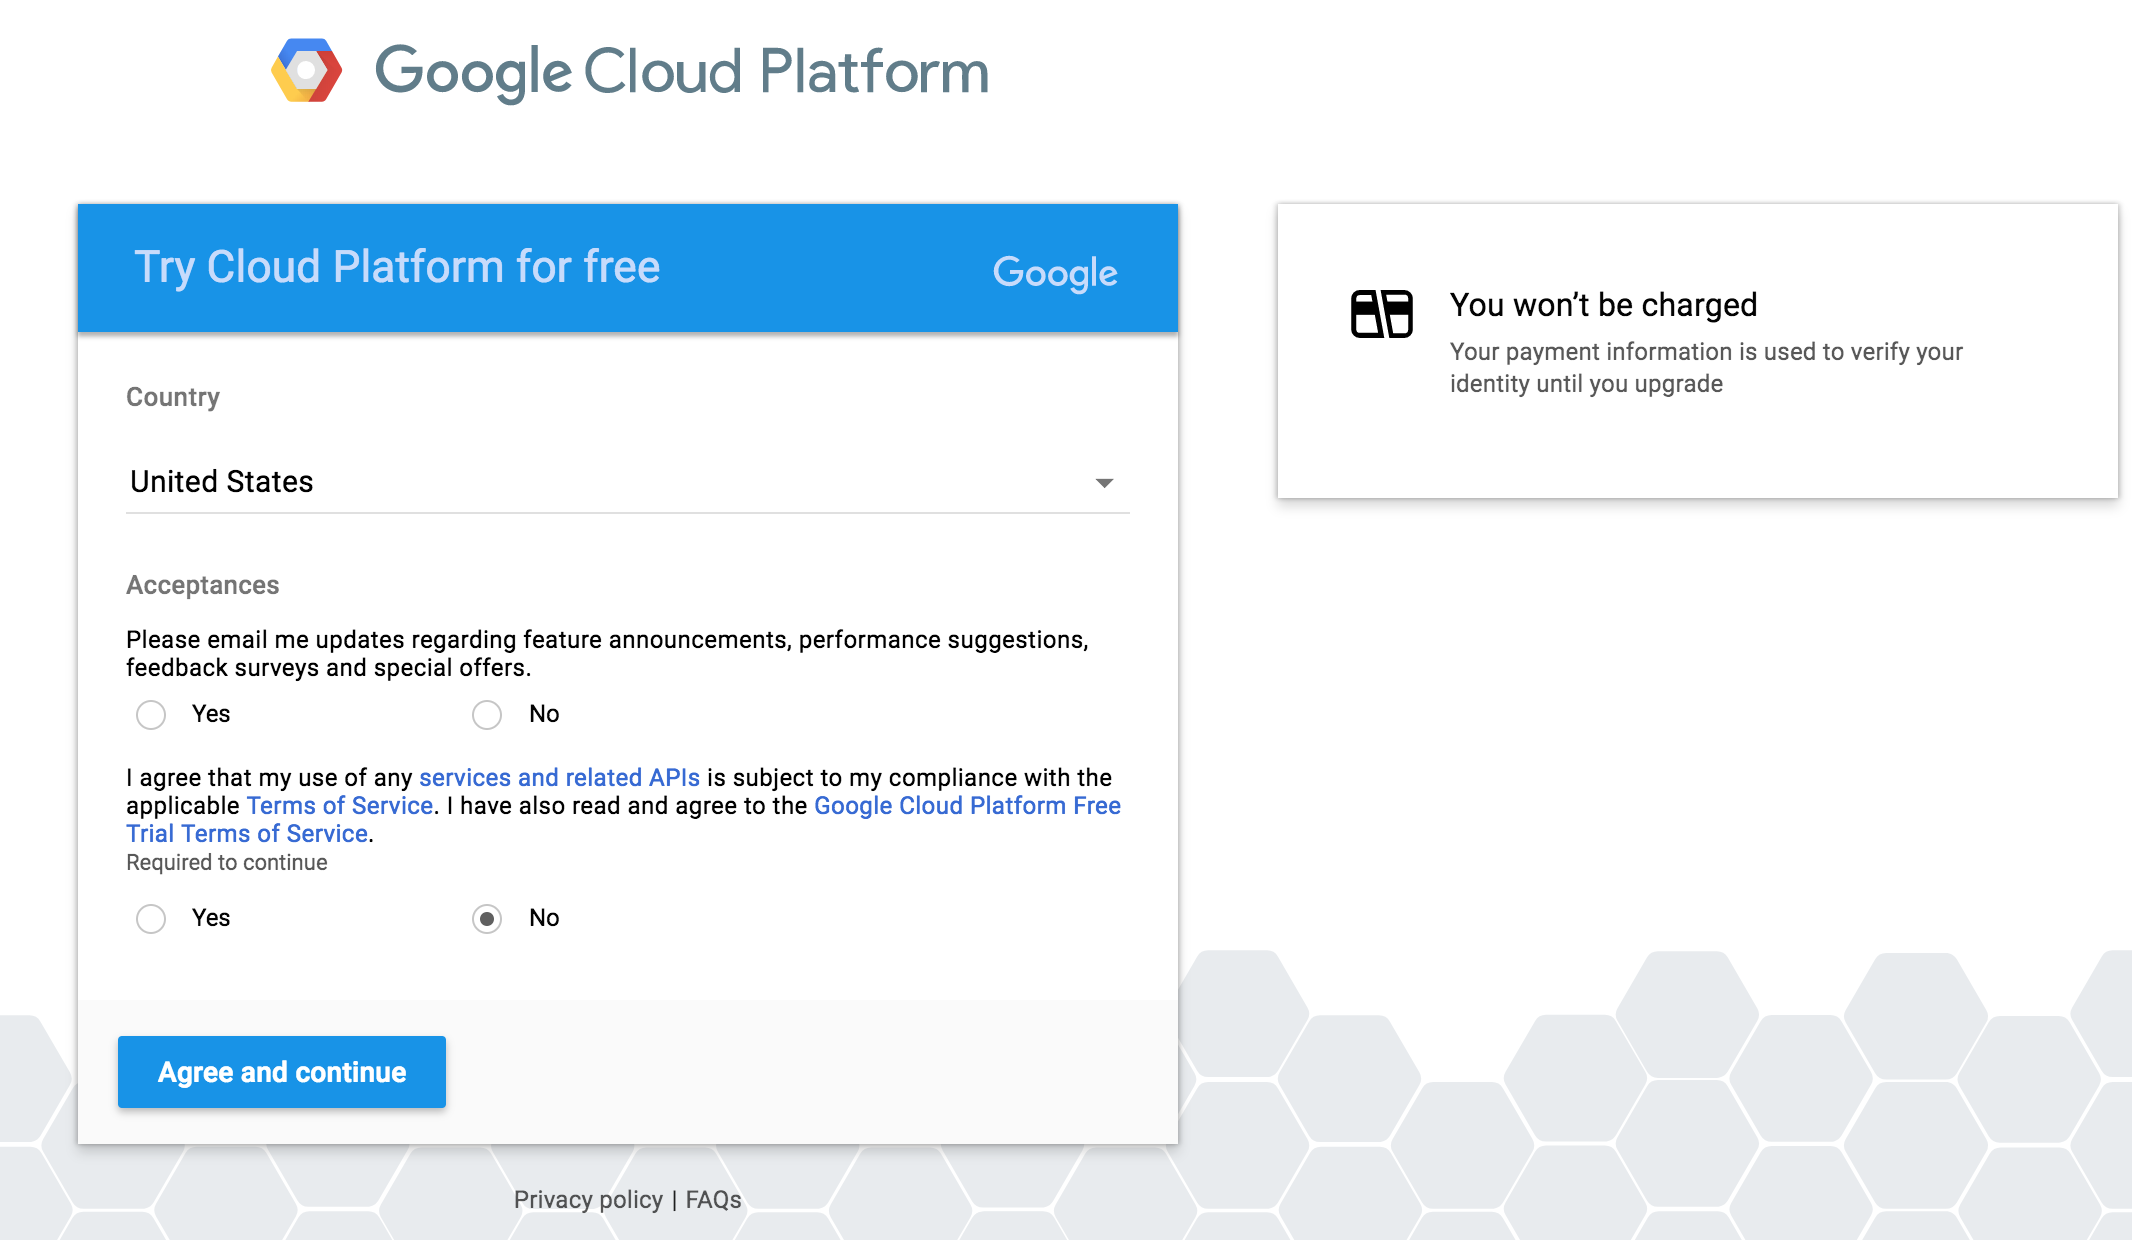 Google Cloud Platform
Try Cloud Platform for free
Google
Country
United States
Acceptances
Please email me updates regarding feature announcements, performance suggestions,
feedback surveys and special offers.
Yes
No
I agree that my use of any services and related APIs is subject to my compliance with the
applicable Terms of Service. I have also read and agree to the Google Cloud Platform Free
Trial Terms of Service.
Required to continue
Yes
No
Agree and continue
You won’t be charged
Your payment information is used to verify your
identity until you upgrade
Privacy policy | FAQs